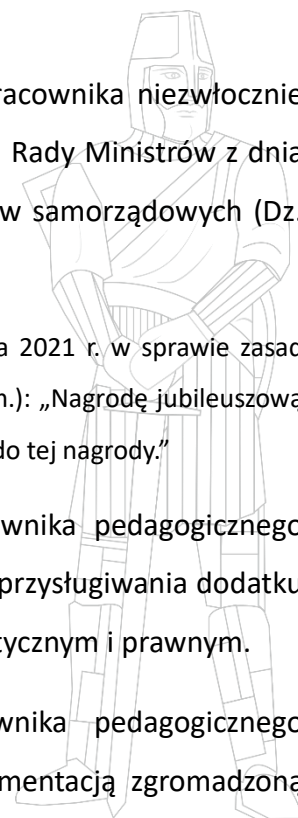 racownika niezwłocznie
Rady Ministrów z dnia
w samorządowych (Dz.
a 2021 r. w sprawie zasad
n.): „Nagrodę jubileuszową
do tej nagrody.”
wnika pedagogicznego
przysługiwania dodatku
tycznym i prawnym.
wnika pedagogicznego
mentacją zgromadzoną